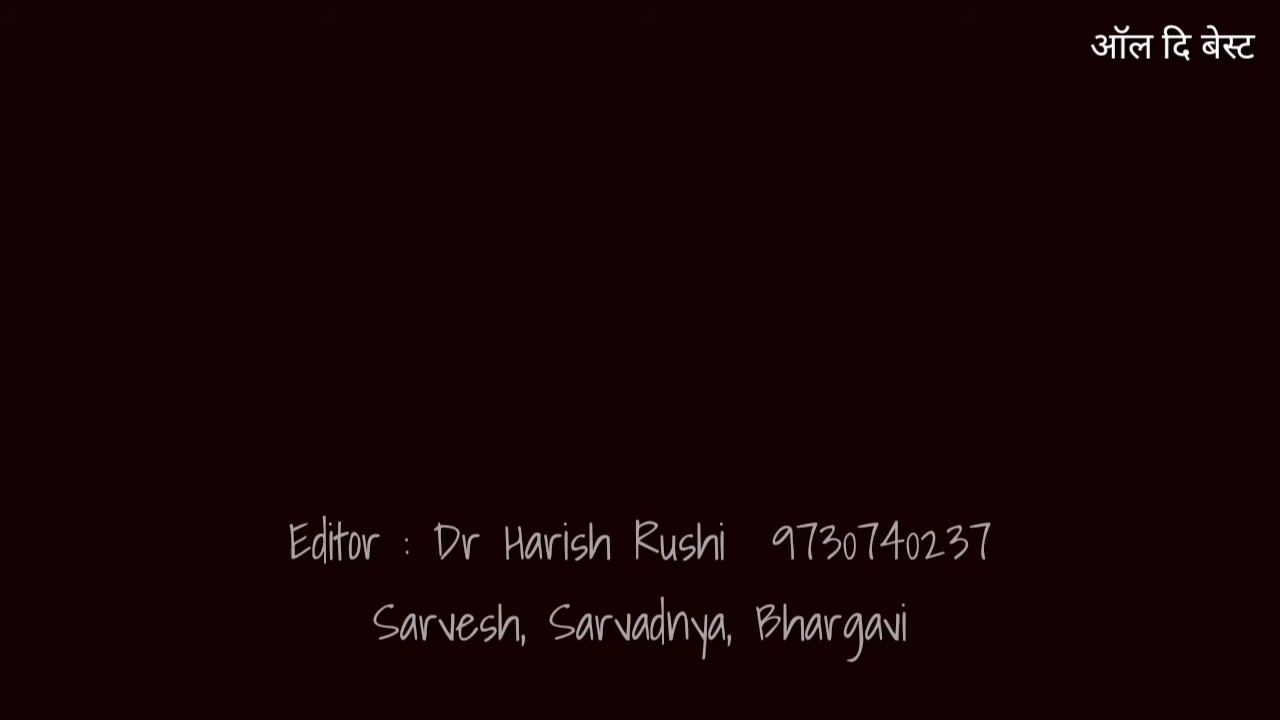 ऑल दि बेस्ट
Editor : Dr Harish Rushi 9730740237
Sarvesh, Sarvadnya, Bhargavi